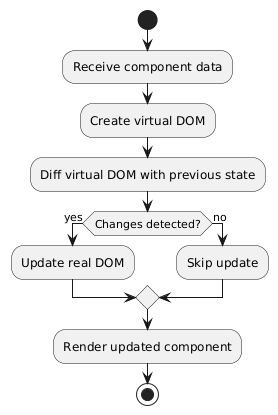 Receive component data
Create virtual DOM
Diff virtual DOM with previous state
yes
Changes detected?
no
Update real DOM
Skip update
Render updated component